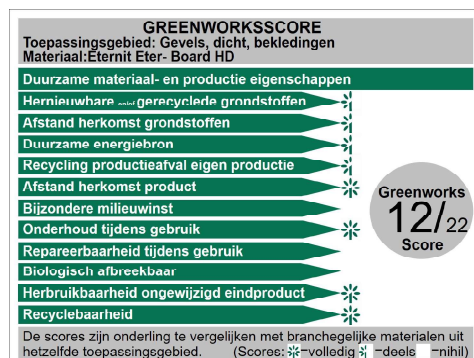 GREENWORKSSCORE
Toepassingsgebied: Gevels, dicht, bekledingen
Materiaal:Eternit Eter- Board HD
Duurzame materiaal- en productie eigenschappen
Hernieuwbare en/of gerecyclede grondstoffen
Afstand herkomst grondstoffen
Duurzame energiebron
Recycling productieafval eigen productie
Afstand herkomst product
Bijzondere milieuwinst
Onderhoud tijdens gebruik
Repareerbaarheid tijdens gebruik
Biologisch afbreekbaar
Herbruikbaarheid ongewijzigd eindproduct
Recyclebaarheid
Greenworks
12/22
Score
De scores zijn onderling te vergelijken met branchegelijke materialen uit
hetzelfde toepassingsgebied. (Scores: =volledig =deels =nihil)